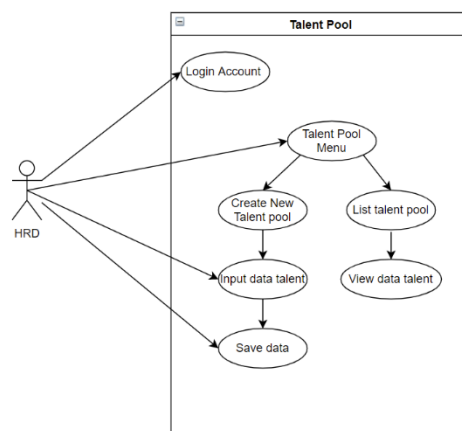 Talent Pool
Login Account
Talent Pool
Menu
HRD
Create New
Talent pool
List talent pool
Input data talent
View data talent
Save data